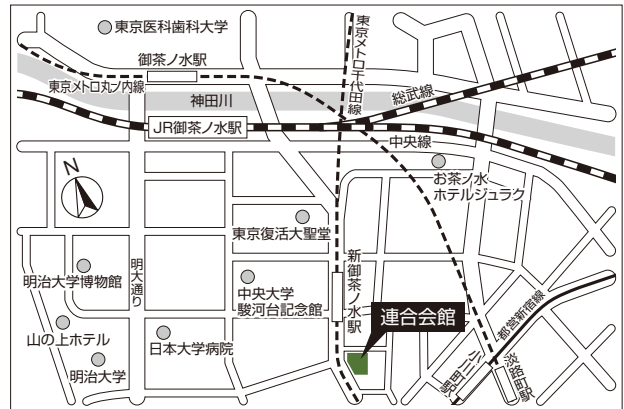 東京医科歯科大学
御茶ノ水駅
東京メトロ丸ノ内線
神田川
JR御茶ノ水駅
東京メトロ千代田線
総武線
中央線
お茶ノ水
ホテルジュラク
N
東京復活大聖堂
明大通り
明治大学博物館
中央大学
駿河台記念館
新御茶ノ水駅
連合会館
都営新宿線
山の上ホテル
明治大学
日本大学病院
小川町駅
淡路町駅